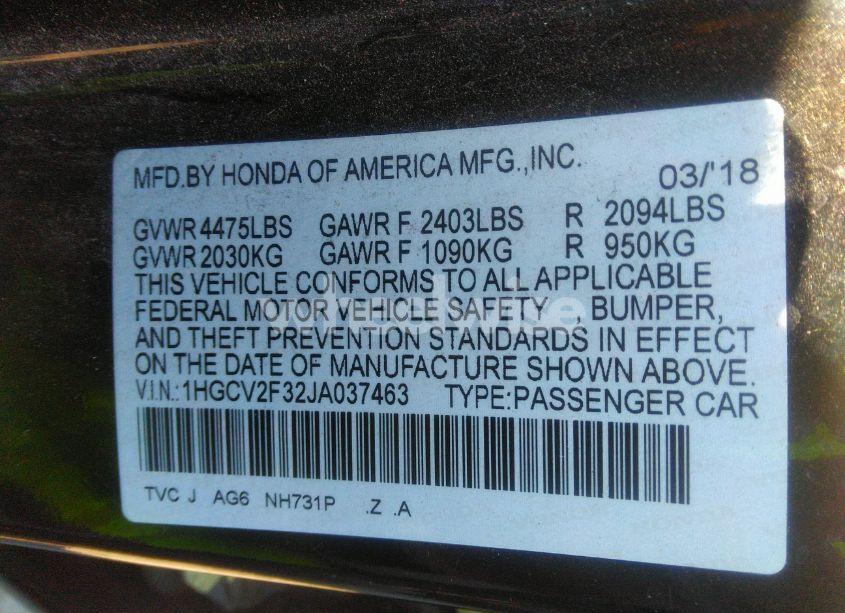 MFD.BY HONDA OF AMERICA MFG.,INC. 03/'18
GVWR 4475LBS GAWR F 2403LBS R 2094LBS
GVWR 2030KG GAWR F 1090KG R 950KG
THIS VEHICLE CONFORMS TO ALL APPLICABLE
FEDERAL MOTOR VEHICLE SAFETY , BUMPER,
AND THEFT PREVENTION STANDARDS IN EFFECT
ON THE DATE OF MANUFACTURE SHOWN ABOVE.
V.I.N.:1HGCV2F32JA037463 TYPE:PASSENGER CAR
TVC J AG6 NH731P .Z .A
wheelwise